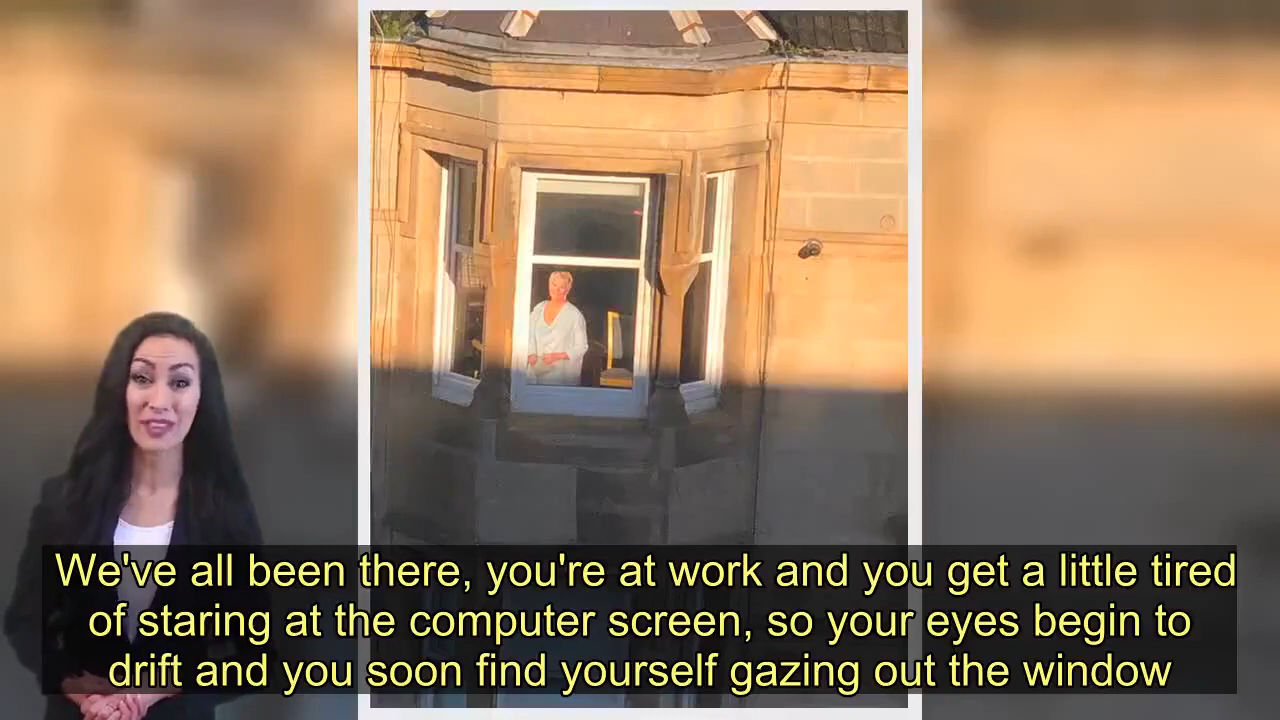 We've all been there, you're at work and you get a little tired
of staring at the computer screen, so your eyes begin to
drift and you soon find yourself gazing out the window